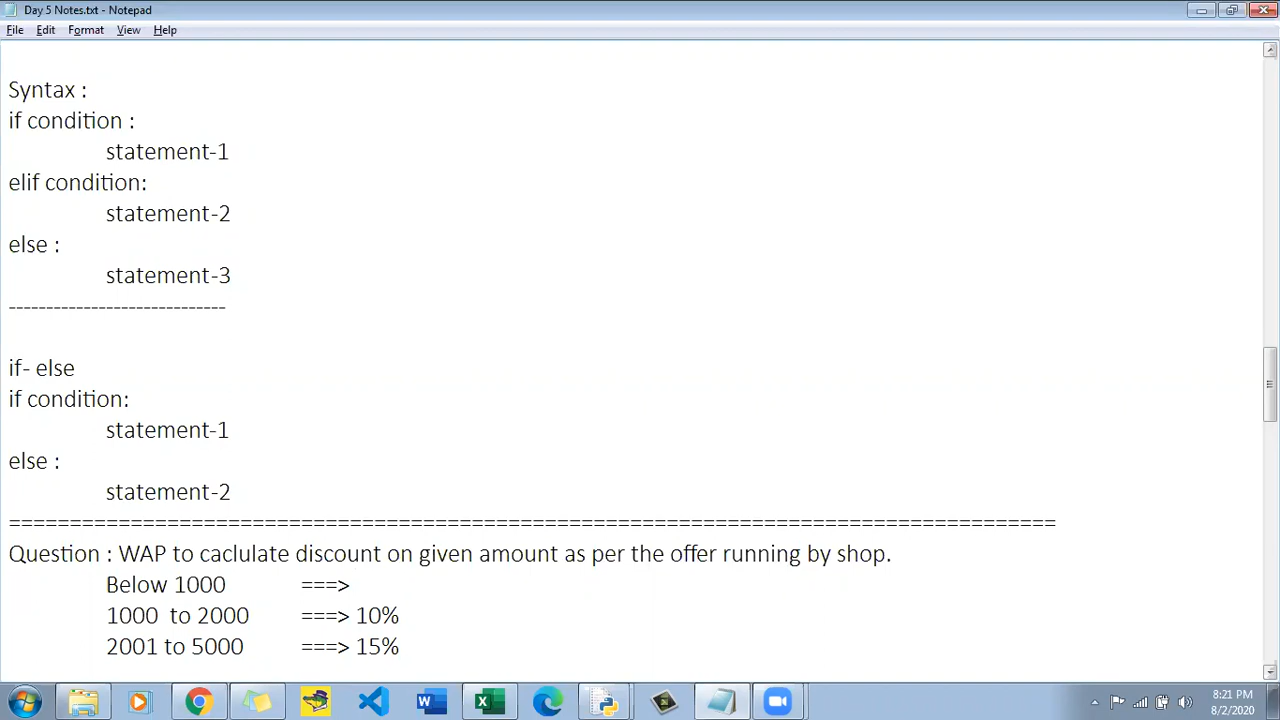 Day 5 Notes.txt - Notepad
File Edit Format View Help
Syntax :
if condition :
statement-1
elif condition:
statement-2
else :
statement-3
-----------------------------
if- else
if condition:
statement-1
else :
statement-2
======================================================================================
Question : WAP to caclulate discount on given amount as per the offer running by shop.
Below 1000 ===>
1000 to 2000 ===> 10%
2001 to 5000 ===> 15%
8:21 PM
8/2/2020